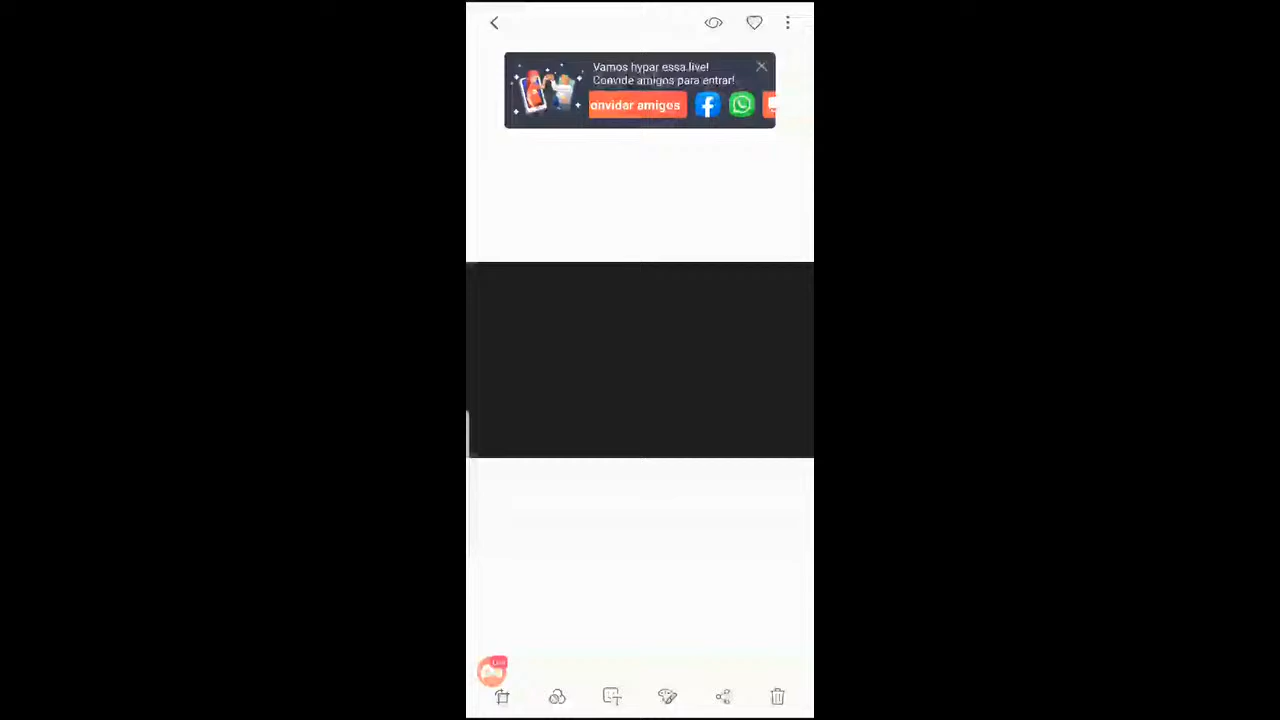 Vamos hypar essa live!
Convide amigos para entrar!
onvidar amigos